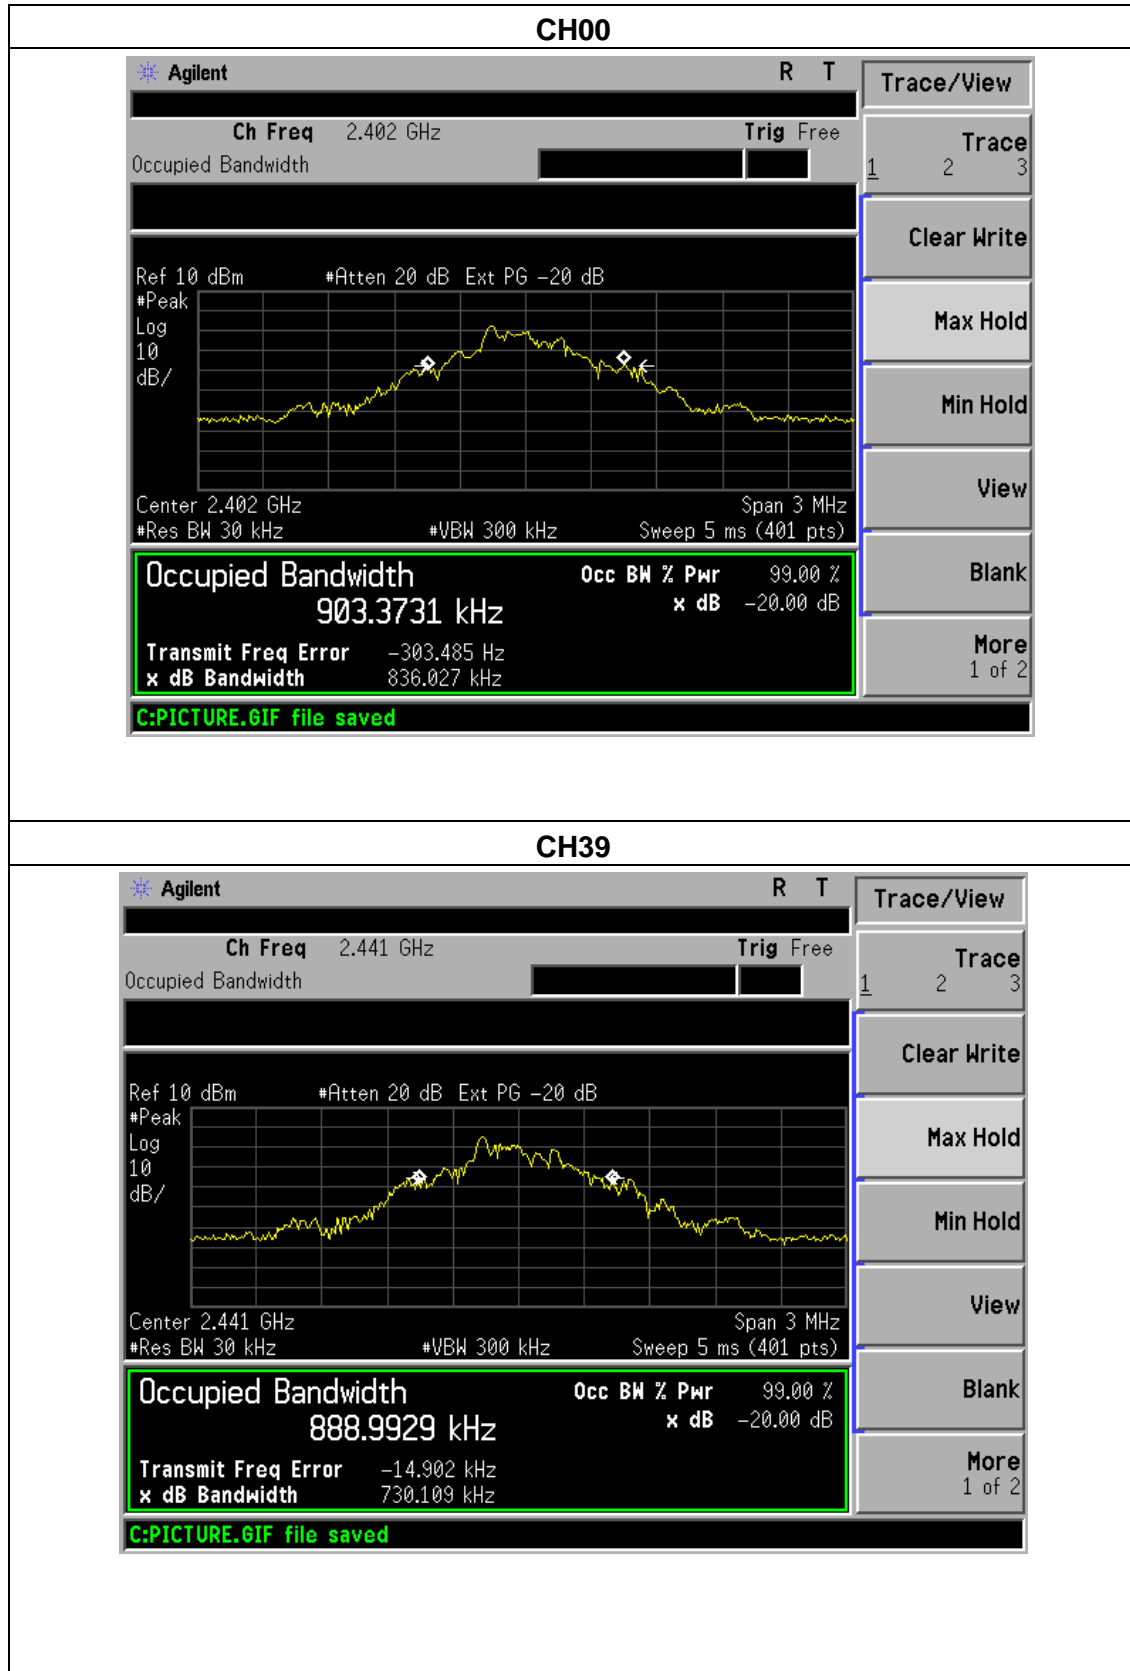 CH00
Agilent R T
Trace/View
Ch Freq 2.402 GHz Trig Free
Occupied Bandwidth
Trace
1 2 3
Clear Write
Ref 10 dBm #Atten 20 dB Ext PG -20 dB
#Peak
Log
10
dB/
Max Hold
Min Hold
View
Center 2.402 GHz Span 3 MHz
#Res BW 30 kHz #VBW 300 kHz Sweep 5 ms (401 pts)
Occupied Bandwidth Occ BW % Pwr 99.00 %
903.3731 kHz x dB -20.00 dB
Blank
Transmit Freq Error -303.485 Hz
x dB Bandwidth 836.027 kHz
More
1 of 2
C:PICTURE.GIF file saved
CH39
Agilent R T
Trace/View
Ch Freq 2.441 GHz Trig Free
Occupied Bandwidth
Trace
1 2 3
Clear Write
Ref 10 dBm #Atten 20 dB Ext PG -20 dB
#Peak
Log
10
dB/
Max Hold
Min Hold
View
Center 2.441 GHz Span 3 MHz
#Res BW 30 kHz #VBW 300 kHz Sweep 5 ms (401 pts)
Occupied Bandwidth Occ BW % Pwr 99.00 %
888.9929 kHz x dB -20.00 dB
Blank
Transmit Freq Error -14.902 kHz
x dB Bandwidth 730.109 kHz
More
1 of 2
C:PICTURE.GIF file saved